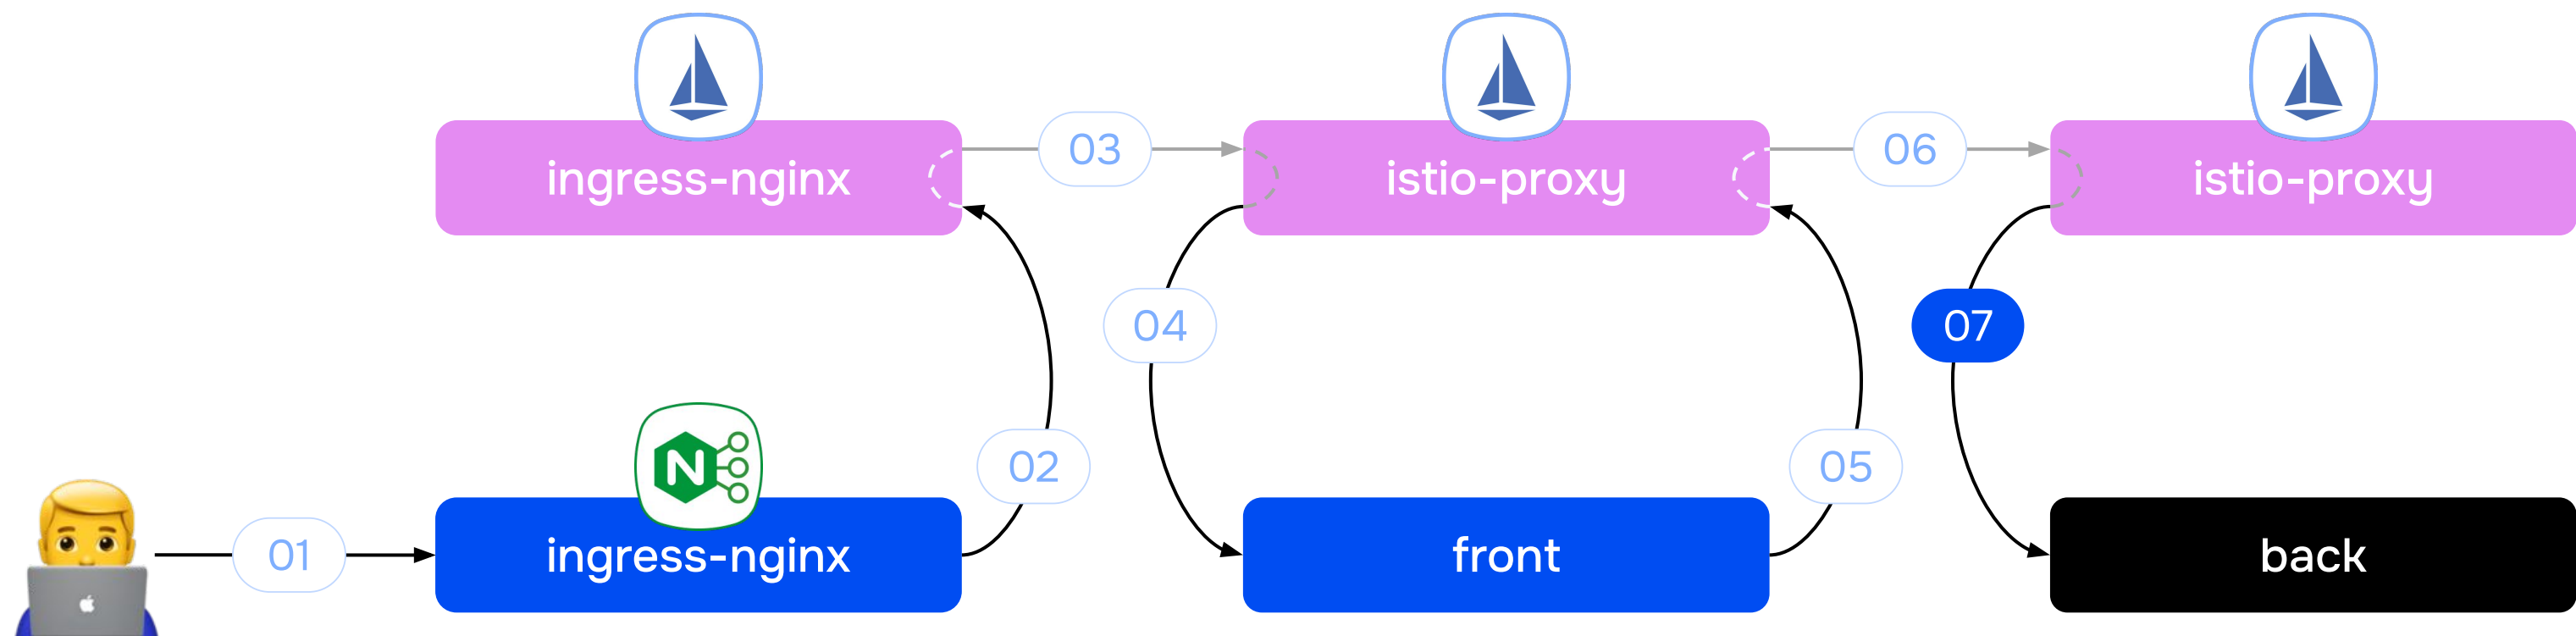 ingress-nginx
03
istio-proxy
06
istio-proxy
04
07
02
05
01
N
ingress-nginx
front
back